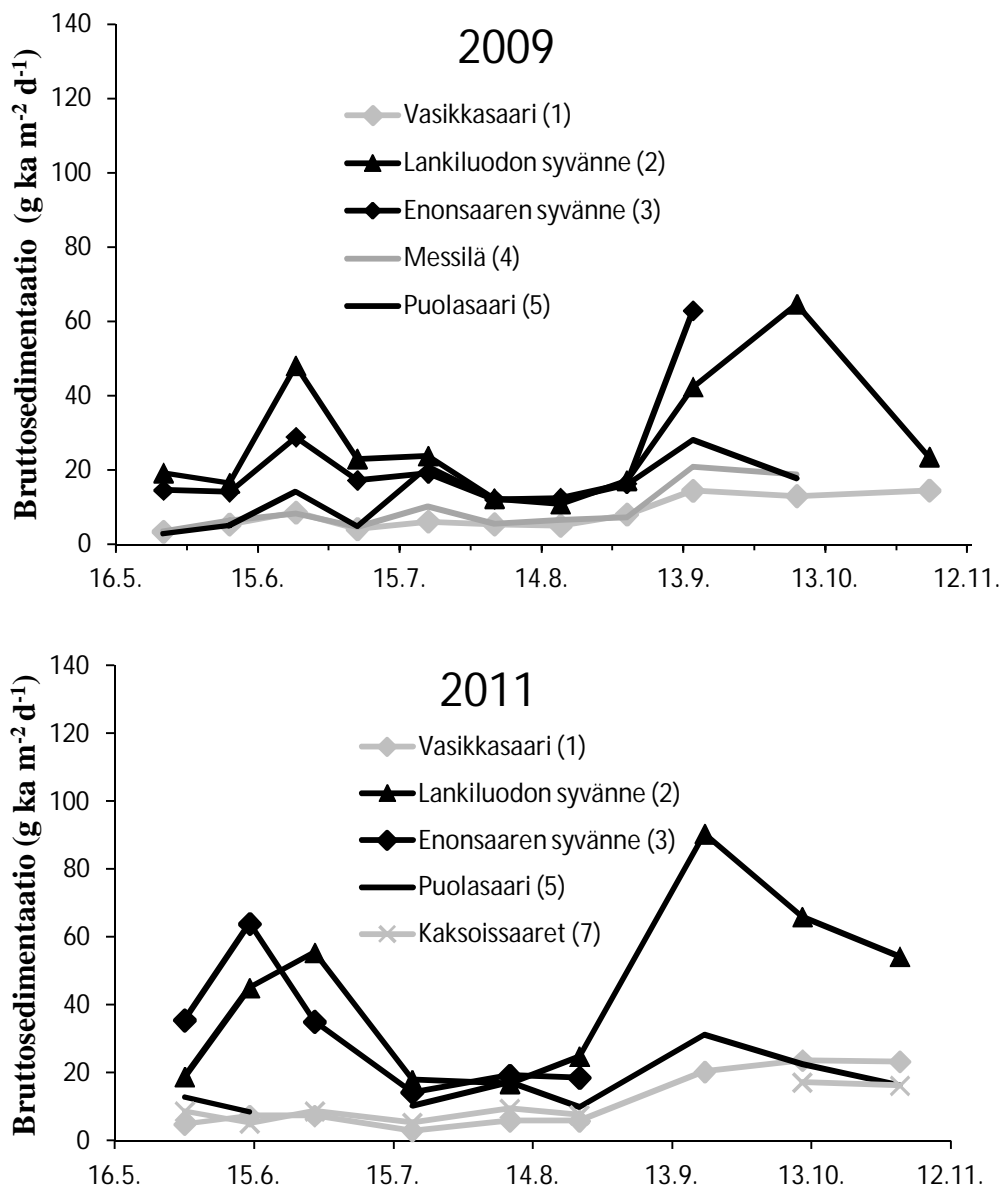 140
120
100
80
60
40
20
0
Bruttosedimentaatio (g ka m-2 d-1)
2009
Vasikkasaari (1)
Lankiluodon syvänne (2)
Enonsaaren syvänne (3)
Messilä (4)
Puolasaari (5)
16.5. 15.6. 15.7. 14.8. 13.9. 13.10. 12.11.
140
120
100
80
60
40
20
0
Bruttosedimentaatio (g ka m-2 d-1)
2011
Vasikkasaari (1)
Lankiluodon syvänne (2)
Enonsaaren syvänne (3)
Puolasaari (5)
Kaksoissaaret (7)
16.5. 15.6. 15.7. 14.8. 13.9. 13.10. 12.11.